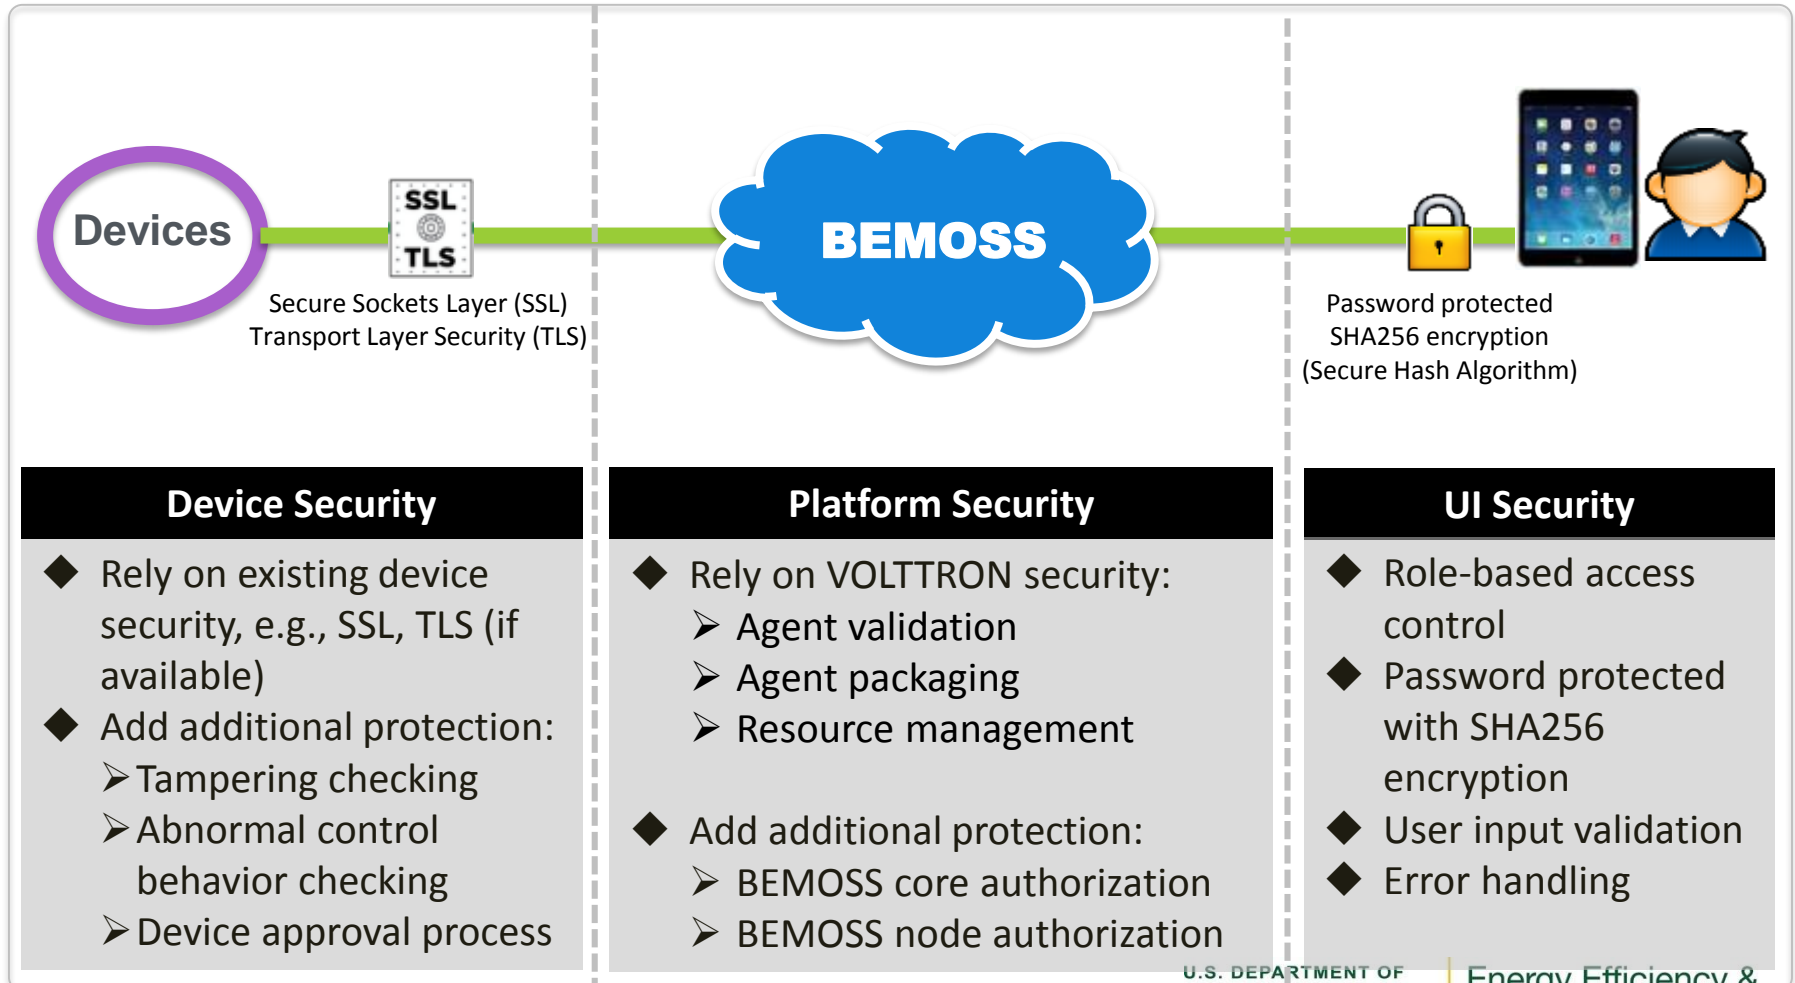 Devices
SSL
TLS
Secure Sockets Layer (SSL)
Transport Layer Security (TLS)
BEMOSS
Password protected
SHA256 encryption
(Secure Hash Algorithm)
Device Security
Rely on existing device
security, e.g., SSL, TLS (if
available)
Add additional protection:
Tampering checking
Abnormal control
behavior checking
Device approval process
Platform Security
Rely on VOLTTRON security:
Agent validation
Agent packaging
Resource management
Add additional protection:
BEMOSS core authorization
BEMOSS node authorization
UI Security
Role-based access
control
Password protected
with SHA256
encryption
User input validation
Error handling
U.S. DEPARTMENT OF
Energy Efficiency &